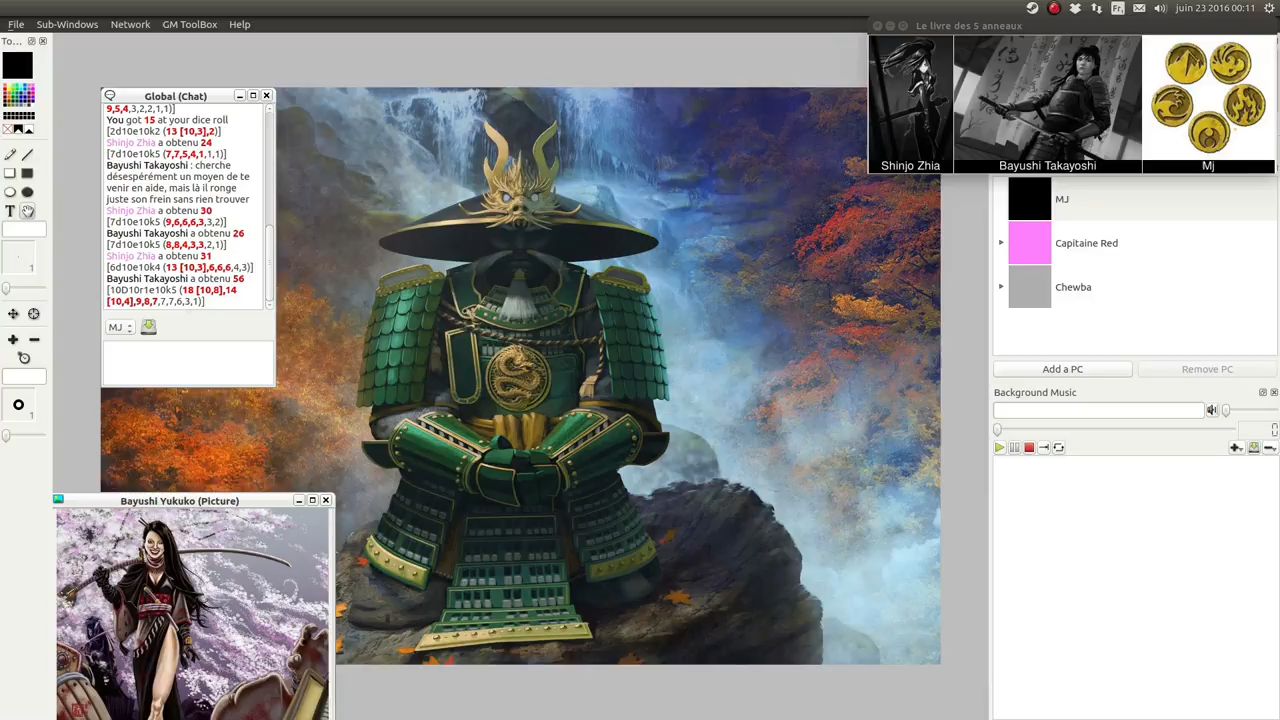 Fr₁
juin 23 2016 00:11
File
Sub-Windows
Network
GM ToolBox
Help
Le livre des 5 anneaux
To...
Global (Chat)
9,5,4,3,2,2,1,1)]
You got 15 at your dice roll
[2d10e10k2 (13 [10,3],2)]
Shinjo Zhia a obtenu 24
[7d10e10k5 (7,7,5,4,1,1,1)]
Bayushi Takayoshi : cherche
désespérément un moyen de te
venir en aide, mais là il ronge
juste son frein sans rien trouver
Shinjo Zhia a obtenu 30
[7d10e10k5 (9,6,6,6,3,3,2)]
Bayushi Takayoshi a obtenu 26
[7d10e10k5 (8,8,4,3,3,2,1)]
Shinjo Zhia a obtenu 31
[6d10e10k4 (13 [10,3],6,6,6,4,3)]
Bayushi Takayoshi a obtenu 56
[10D10r1e10k5 (18 [10,8],14
[10,4],9,8,7,7,7,6,3,1)]
MJ
Shinjo Zhia
Bayushi Takayoshi
Mj
MJ
Capitaine Red
Chewba
Add a PC
Remove PC
Background Music
0
1
1
Bayushi Yukuko (Picture)